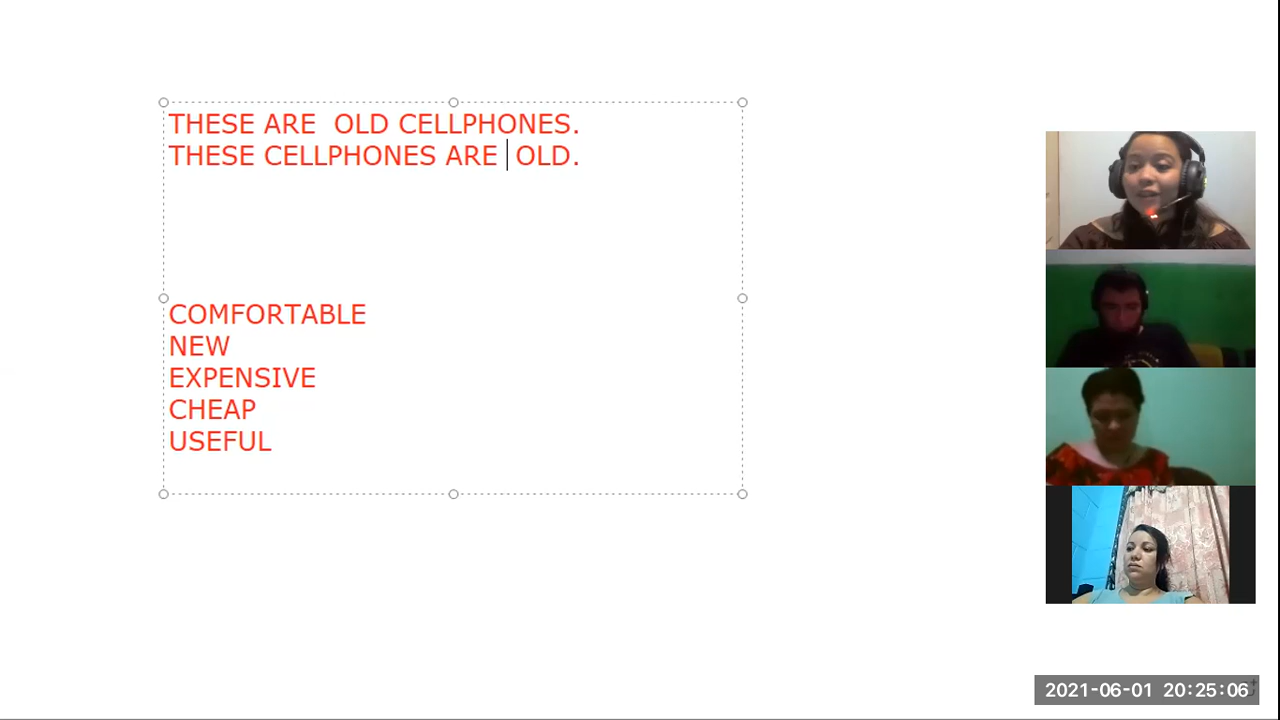 THESE ARE  OLD CELLPHONES.
THESE CELLPHONES ARE  OLD.
COMFORTABLE
NEW
EXPENSIVE
CHEAP
USEFUL
2021-06-01 20:25:06